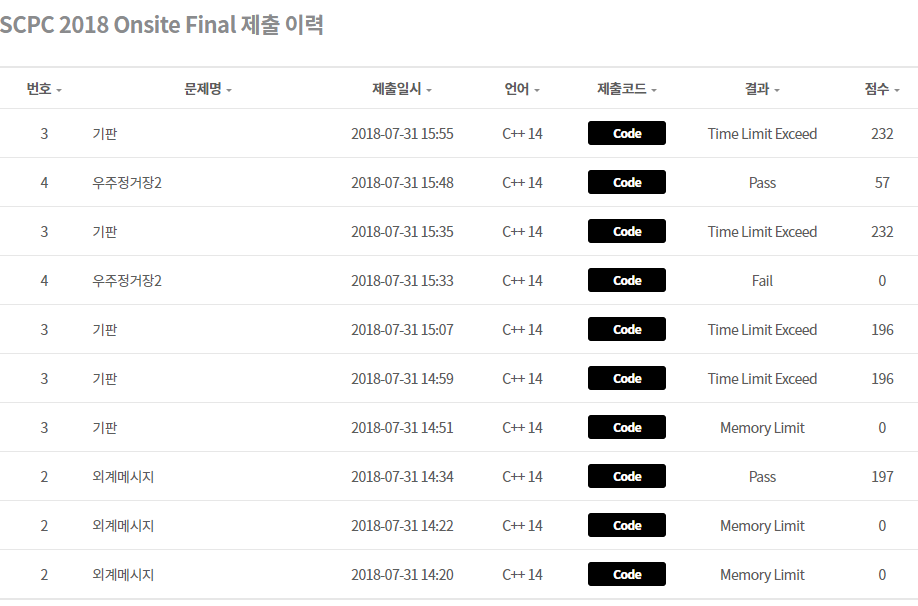 SCPC 2018 Onsite Final 제출 이력
번호 문제명 제출일시 언어 제출코드 결과 점수
3 기판 2018-07-31 15:55 C++ 14 Code Time Limit Exceed 232
4 우주정거장2 2018-07-31 15:48 C++ 14 Code Pass 57
3 기판 2018-07-31 15:35 C++ 14 Code Time Limit Exceed 232
4 우주정거장2 2018-07-31 15:33 C++ 14 Code Fail 0
3 기판 2018-07-31 15:07 C++ 14 Code Time Limit Exceed 196
3 기판 2018-07-31 14:59 C++ 14 Code Time Limit Exceed 196
3 기판 2018-07-31 14:51 C++ 14 Code Memory Limit 0
2 외계메시지 2018-07-31 14:34 C++ 14 Code Pass 197
2 외계메시지 2018-07-31 14:22 C++ 14 Code Memory Limit 0
2 외계메시지 2018-07-31 14:20 C++ 14 Code Memory Limit 0